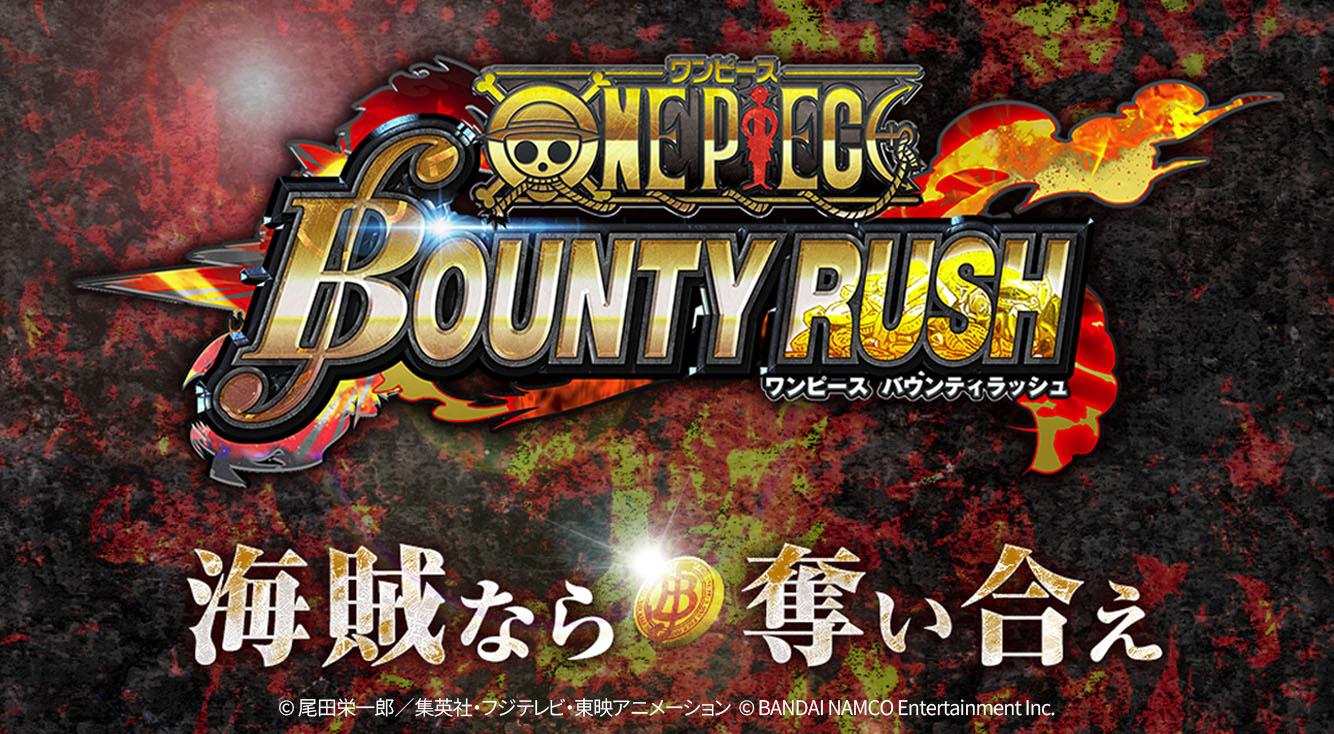 ワンピース
ONE PIECE
BOUNTY RUSH
ワンピース バウンティラッシュ
海賊なら 奪い合え
© 尾田栄一郎／集英社・フジテレビ・東映アニメーション © BANDAI NAMCO Entertainment Inc.